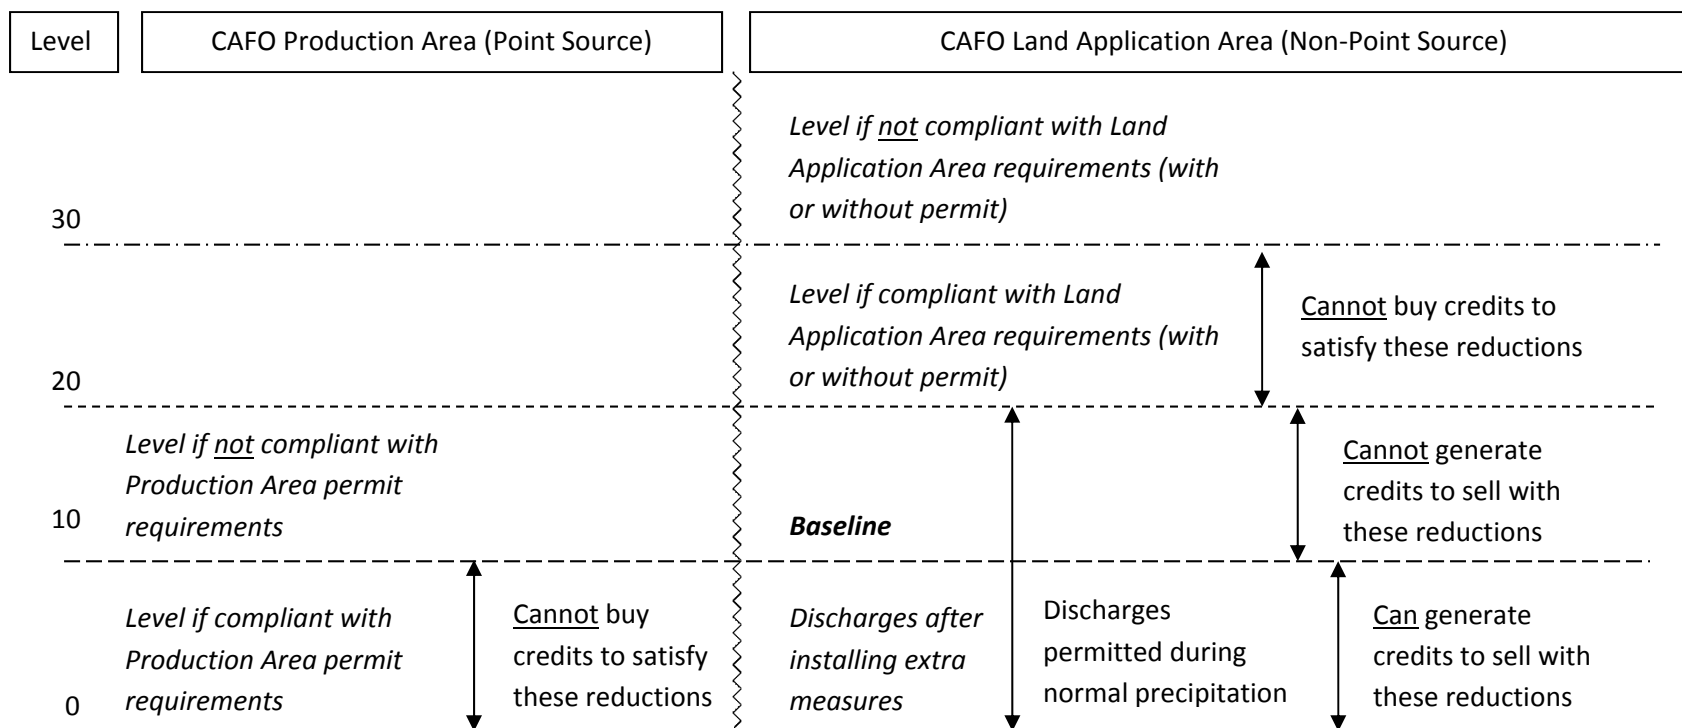 Level
CAFO Production Area (Point Source)
CAFO Land Application Area (Non-Point Source)
Level if not compliant with Land
Application Area requirements (with
or without permit)
30
Level if compliant with Land
Application Area requirements (with
or without permit)
Cannot buy credits to
satisfy these reductions
20
Level if not compliant with
Production Area permit
requirements
10
Baseline
Cannot generate
credits to sell with
these reductions
Level if compliant with
Production Area permit
requirements
0
Cannot buy
credits to satisfy
these reductions
Discharges after
installing extra
measures
Discharges
permitted during
normal precipitation
Can generate
credits to sell with
these reductions